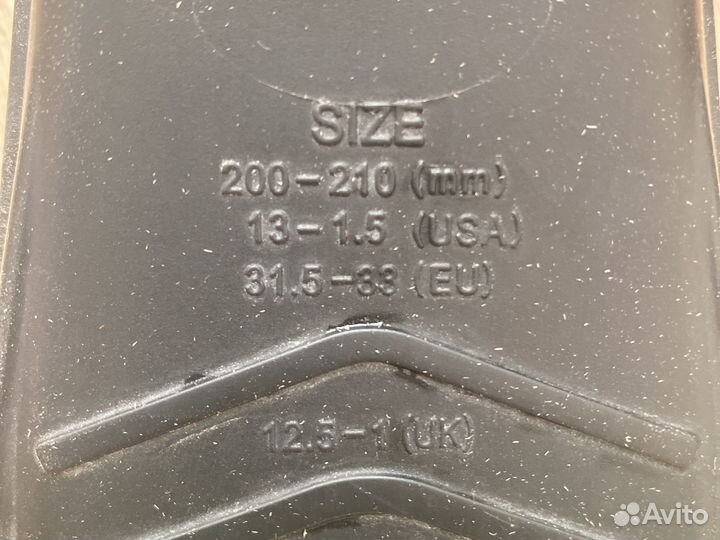 SIZE
200-210 (mm)
13-1.5 (USA)
31.5-33 (EU)
12.5-1 (UK)
Avito